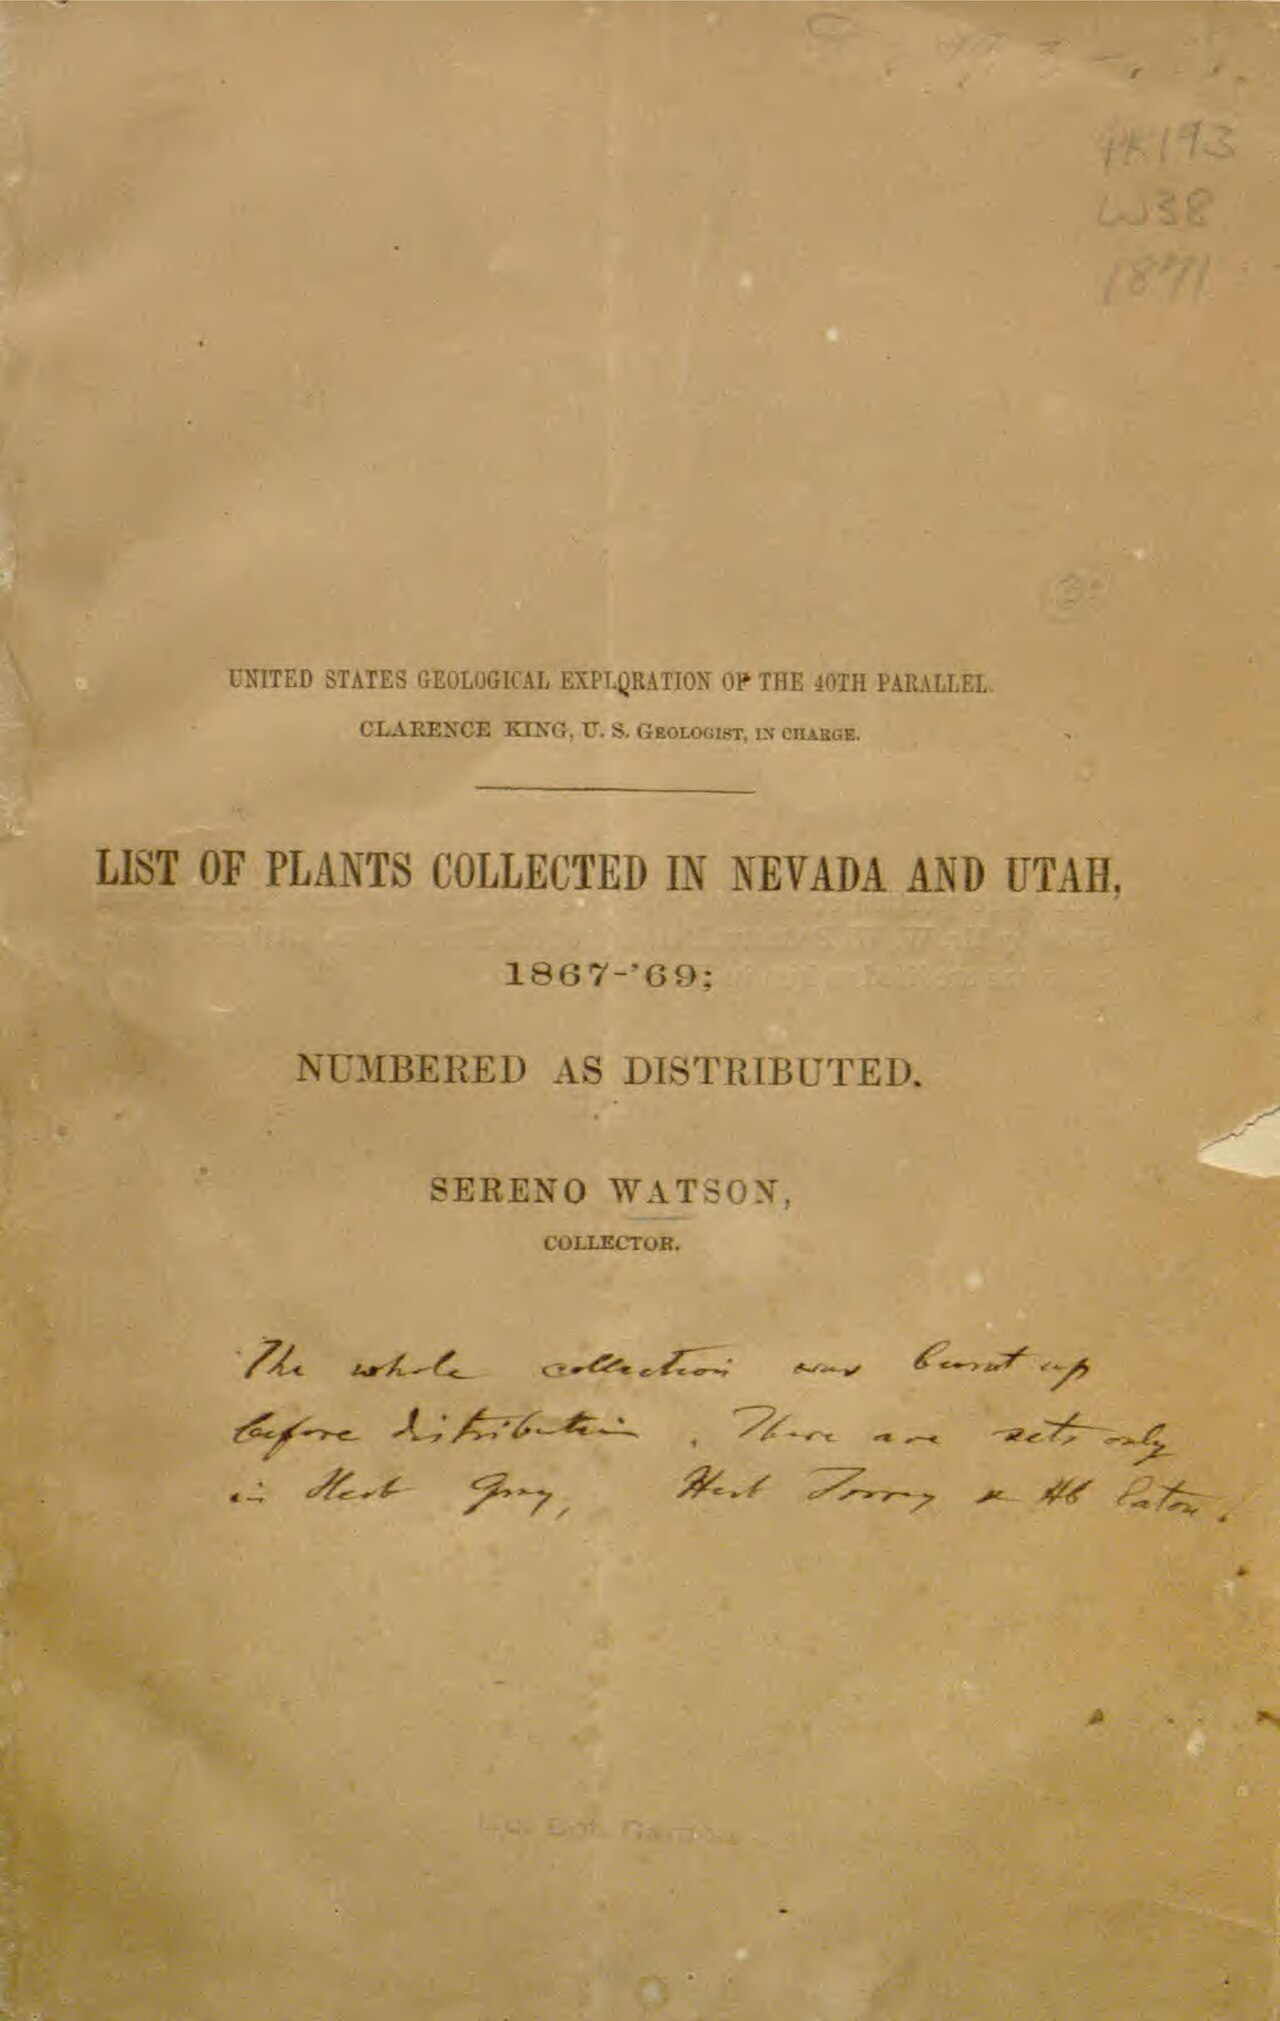 W38
1871
UNITED STATES GEOLOGICAL EXPLORATION OF THE 40TH PARALLEL.
CLARENCE KING, U. S. GEOLOGIST, IN CHARGE.
LIST OF PLANTS COLLECTED IN NEVADA AND UTAH,
1867-'69;
NUMBERED AS DISTRIBUTED.
SERENO WATSON,
COLLECTOR.
The whole collection was burnt up
before distribution. There are sets only
in Herb Gray, Herb Torrey & Hb Eaton.
Bot. Garden